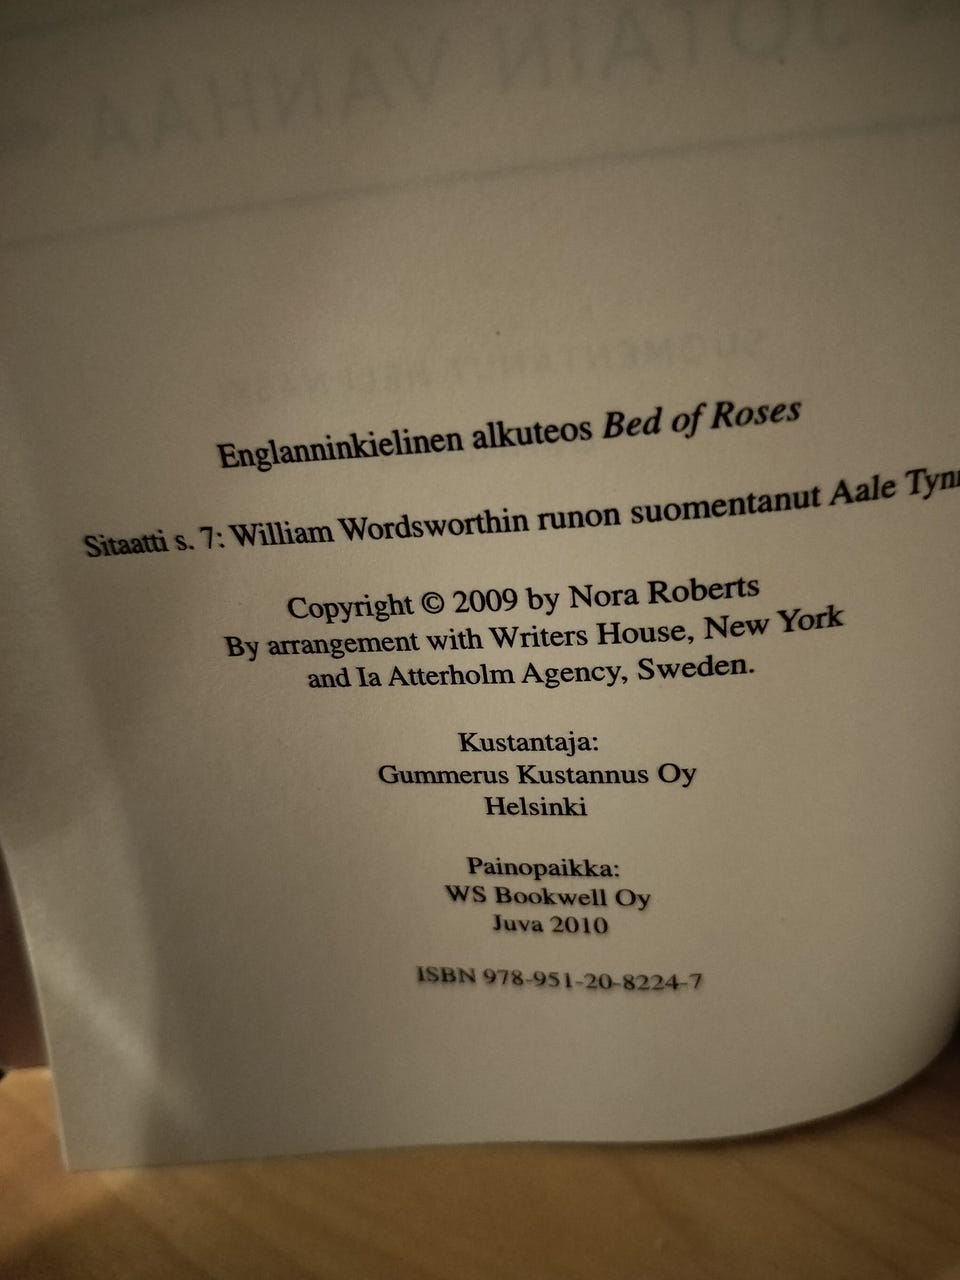 JOTAIN VANHAA
Englanninkielinen alkuteos Bed of Roses
Sitaatti s. 7: William Wordsworthin runon suomentanut Aale
Copyright © 2009 by Nora Roberts
By arrangement with Writers House, New York
and Ia Atterholm Agency, Sweden.
Kustantaja:
Gummerus Kustannus Oy
Helsinki
Painopaikka:
WS Bookwell Oy
Juva 2010
ISBN 978-951-20-8224-7